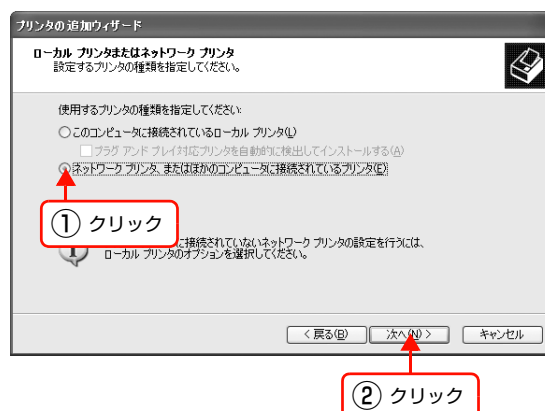 プリンタの追加ウィザード
ローカル プリンタまたはネットワーク プリンタ
設定するプリンタの種類を指定してください。
使用するプリンタの種類を指定してください:
このコンピュータに接続されているローカル プリンタ(L)
プラグ アンド プレイ対応プリンタを自動的に検出してインストールする(A)
ネットワーク プリンタ、またはほかのコンピュータに接続されているプリンタ(E)
① クリック
に接続されていないネットワーク プリンタの設定を行うには、
ローカル プリンタのオプションを選択してください。
< 戻る(B)
次へ(N) >
キャンセル
② クリック